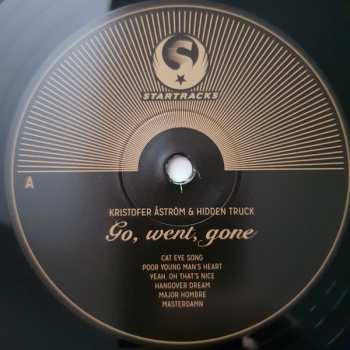 S
STARTRACKS
A
KRISTOFER ÅSTRÖM & HIDDEN TRUCK
Go, went, gone
CAT EYE SONG
POOR YOUNG MAN'S HEART
YEAH, OH THAT'S NICE
HANGOVER DREAM
MAJOR HOMBRE
MASTERDAMN